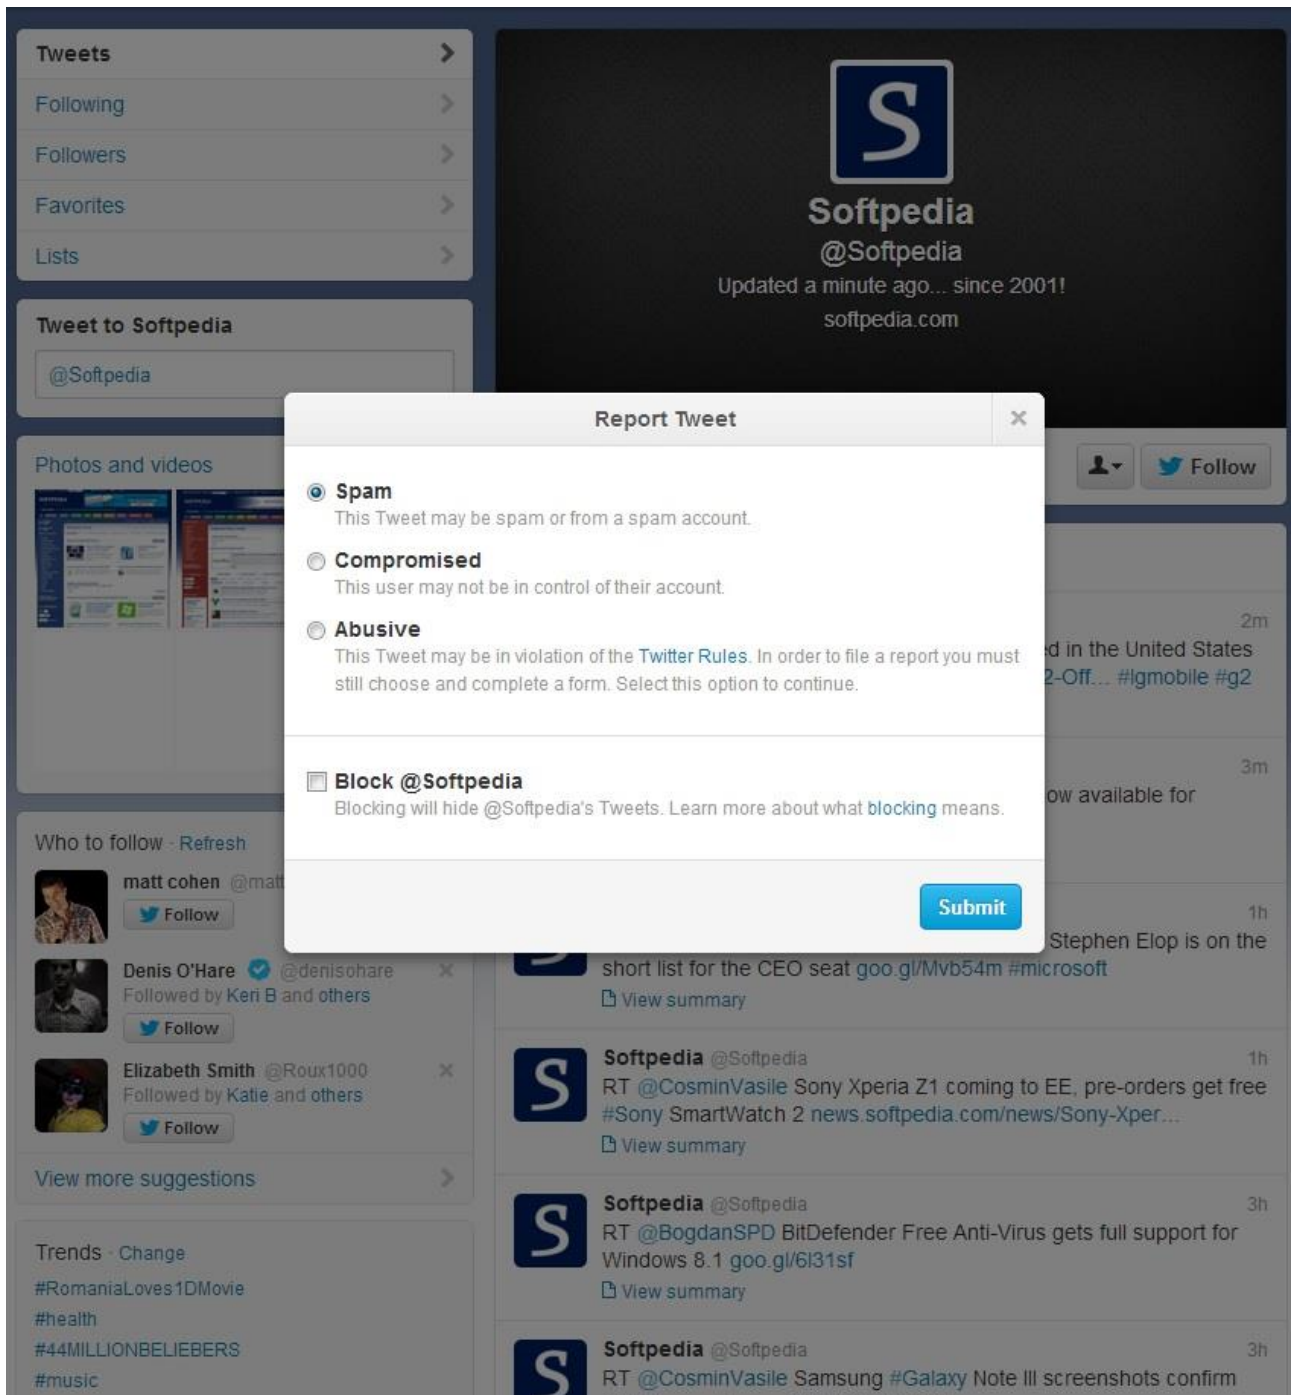 Tweets
Following
Followers
Favorites
Lists
Tweet to Softpedia
@Softpedia
Photos and videos
Who to follow · Refresh
matt cohen @matt
Follow
Denis O'Hare @denisohare
Followed by Keri B and others
Follow
Elizabeth Smith @Roux1000
Followed by Katie and others
Follow
View more suggestions
Trends · Change
#RomaniaLoves1DMovie
#health
#44MILLIONBELIEBERS
#music
S
Softpedia
@Softpedia
Updated a minute ago... since 2001!
softpedia.com
Follow
Report Tweet
Spam
This Tweet may be spam or from a spam account.
Compromised
This user may not be in control of their account.
Abusive
This Tweet may be in violation of the Twitter Rules. In order to file a report you must
still choose and complete a form. Select this option to continue.
Block @Softpedia
Blocking will hide @Softpedia's Tweets. Learn more about what blocking means.
Submit
2m
ed in the United States
2-Off... #lgmobile #g2
3m
ow available for
1h
Stephen Elop is on the
short list for the CEO seat goo.gl/Mvb54m #microsoft
View summary
S
Softpedia @Softpedia 1h
RT @CosminVasile Sony Xperia Z1 coming to EE, pre-orders get free
#Sony SmartWatch 2 news.softpedia.com/news/Sony-Xper...
View summary
S
Softpedia @Softpedia 3h
RT @BogdanSPD BitDefender Free Anti-Virus gets full support for
Windows 8.1 goo.gl/6l31sf
View summary
S
Softpedia @Softpedia 3h
RT @CosminVasile Samsung #Galaxy Note III screenshots confirm